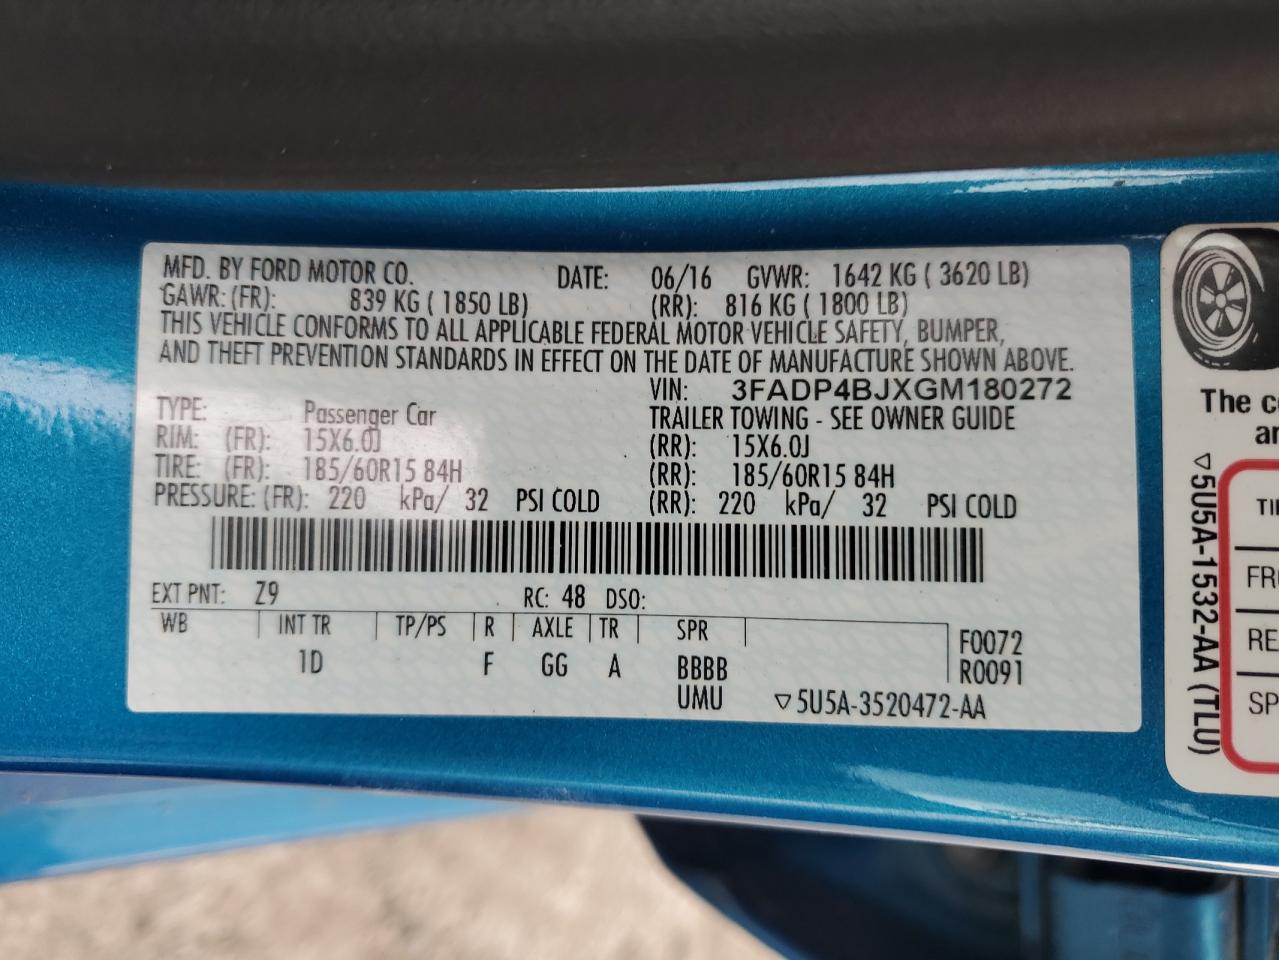 MFD. BY FORD MOTOR CO. DATE: 06/16 GVWR: 1642 KG ( 3620 LB)
GAWR: (FR): 839 KG ( 1850 LB) (RR): 816 KG ( 1800 LB)
THIS VEHICLE CONFORMS TO ALL APPLICABLE FEDERAL MOTOR VEHICLE SAFETY, BUMPER,
AND THEFT PREVENTION STANDARDS IN EFFECT ON THE DATE OF MANUFACTURE SHOWN ABOVE.
VIN: 3FADP4BJXGM180272
TYPE: Passenger Car TRAILER TOWING - SEE OWNER GUIDE
RIM: (FR): 15X6.0J (RR): 15X6.0J
TIRE: (FR): 185/60R15 84H (RR): 185/60R15 84H
PRESSURE: (FR): 220 kPa/ 32 PSI COLD (RR): 220 kPa/ 32 PSI COLD
EXT PNT: Z9 RC: 48 DSO:
WB INT TR TP/PS R AXLE TR SPR F0072
1D F GG A BBBB R0091
UMU ▽5U5A-3520472-AA
The co
an
▽5U5A-1532-AA (TLU)
TI
FRO
RE
SP